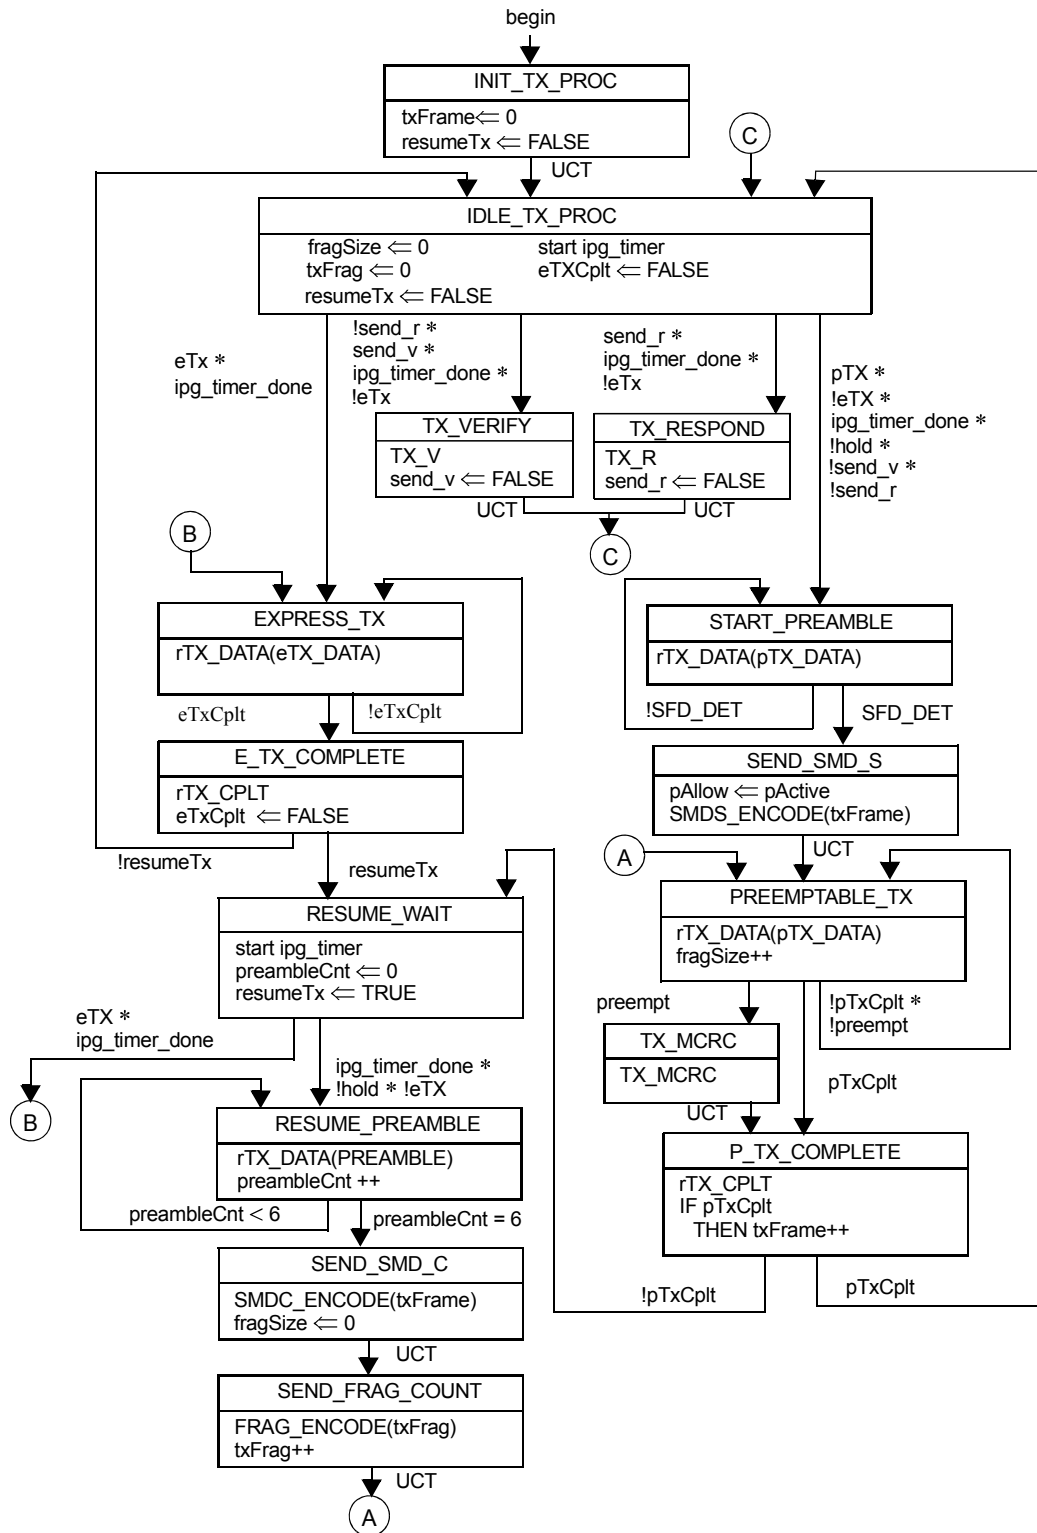 begin
INIT_TX_PROC
txFrame⇐ 0
resumeTx ⇐ FALSE
UCT
C
IDLE_TX_PROC
fragSize ⇐ 0
txFrag ⇐ 0
resumeTx ⇐ FALSE
start ipg_timer
eTXCplt ⇐ FALSE
eTx *
ipg_timer_done
!send_r *
send_v *
ipg_timer_done *
!eTx
send_r *
ipg_timer_done *
!eTx
pTX *
!eTX *
ipg_timer_done *
!hold *
!send_v *
!send_r
TX_VERIFY
TX_V
send_v ⇐ FALSE
UCT
TX_RESPOND
TX_R
send_r ⇐ FALSE
UCT
C
B
EXPRESS_TX
rTX_DATA(eTX_DATA)
eTxCplt
!eTxCplt
E_TX_COMPLETE
rTX_CPLT
eTxCplt ⇐ FALSE
!resumeTx
resumeTx
START_PREAMBLE
rTX_DATA(pTX_DATA)
!SFD_DET
SFD_DET
SEND_SMD_S
pAllow ⇐ pActive
SMDS_ENCODE(txFrame)
UCT
A
PREEMPTABLE_TX
rTX_DATA(pTX_DATA)
fragSize++
preempt
!pTxCplt *
!preempt
pTxCplt
TX_MCRC
TX_MCRC
UCT
P_TX_COMPLETE
rTX_CPLT
IF pTxCplt
THEN txFrame++
!pTxCplt
pTxCplt
RESUME_WAIT
start ipg_timer
preambleCnt ⇐ 0
resumeTx ⇐ TRUE
eTX *
ipg_timer_done
B
ipg_timer_done *
!hold * !eTX
RESUME_PREAMBLE
rTX_DATA(PREAMBLE)
preambleCnt ++
preambleCnt < 6
preambleCnt = 6
SEND_SMD_C
SMDC_ENCODE(txFrame)
fragSize ⇐ 0
UCT
SEND_FRAG_COUNT
FRAG_ENCODE(txFrag)
txFrag++
UCT
A